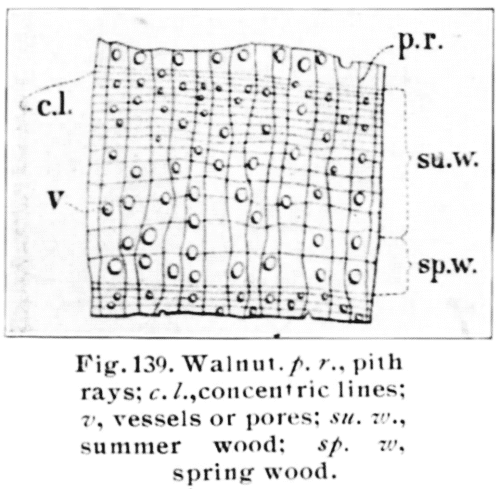 p.r.
c.l.
su.w.
v
sp.w.
Fig. 139. Walnut. p. r., pith
rays; c. l., concentric lines;
v, vessels or pores; su. w.,
summer wood; sp. w,
spring wood.